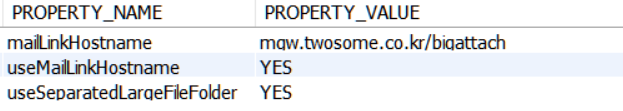 PROPERTY_NAME PROPERTY_VALUE
mailLinkHostname mgw.twosome.co.kr/bigattach
useMailLinkHostname YES
useSeparatedLargeFileFolder YES